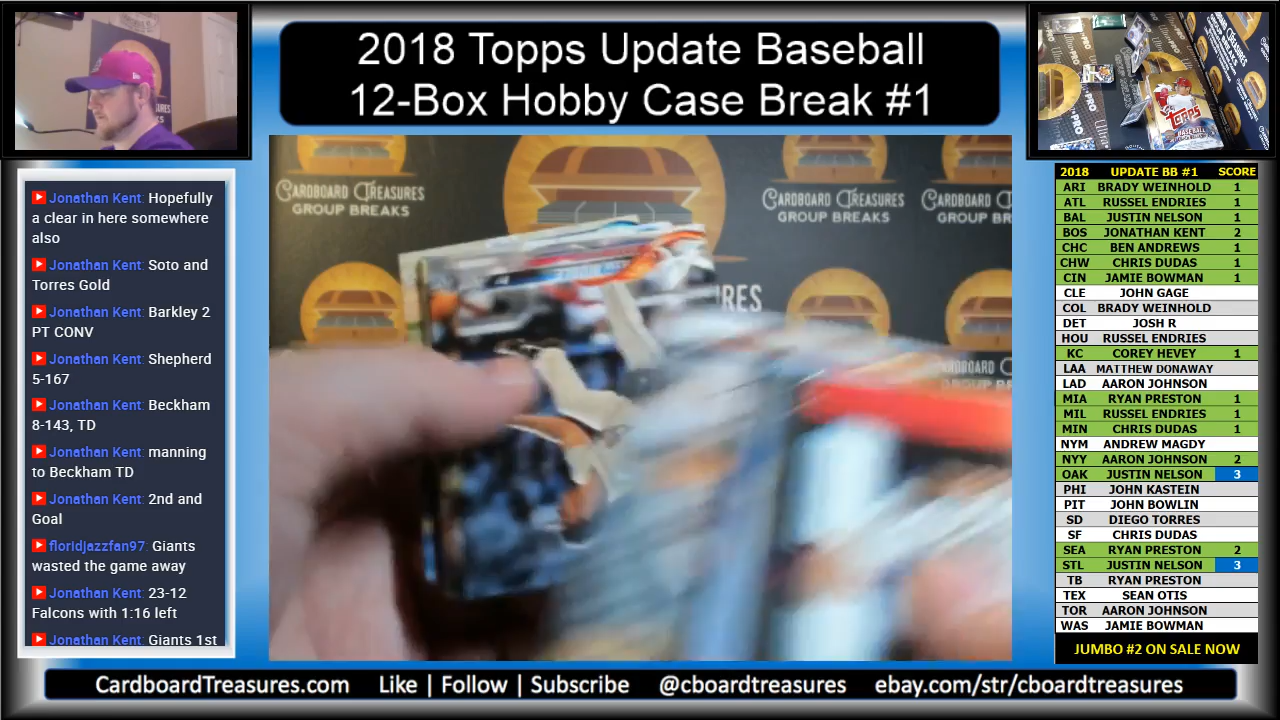 2018 Topps Update Baseball
12-Box Hobby Case Break #1
CARDBOARD TREASURES
GROUP BREAKS
CARDBOARD TREASURES
GROUP BREAKS
TOPPS
BASEBALL
Jonathan Kent: Hopefully
a clear in here somewhere
also
Jonathan Kent: Soto and
Torres Gold
Jonathan Kent: Barkley 2
PT CONV
Jonathan Kent: Shepherd
5-167
Jonathan Kent: Beckham
8-143, TD
Jonathan Kent: manning
to Beckham TD
Jonathan Kent: 2nd and
Goal
floridjazzfan97: Giants
wasted the game away
Jonathan Kent: 23-12
Falcons with 1:16 left
Jonathan Kent: Giants 1st
2018 UPDATE BB #1 SCORE
ARI BRADY WEINHOLD 1
ATL RUSSEL ENDRIES 1
BAL JUSTIN NELSON 1
BOS JONATHAN KENT 2
CHC BEN ANDREWS 1
CHW CHRIS DUDAS 1
CIN JAMIE BOWMAN 1
CLE JOHN GAGE
COL BRADY WEINHOLD
DET JOSH R
HOU RUSSEL ENDRIES
KC COREY HEVEY 1
LAA MATTHEW DONAWAY
LAD AARON JOHNSON
MIA RYAN PRESTON 1
MIL RUSSEL ENDRIES 1
MIN CHRIS DUDAS 1
NYM ANDREW MAGDY
NYY AARON JOHNSON 2
OAK JUSTIN NELSON 3
PHI JOHN KASTEIN
PIT JOHN BOWLIN
SD DIEGO TORRES
SF CHRIS DUDAS
SEA RYAN PRESTON 2
STL JUSTIN NELSON 3
TB RYAN PRESTON
TEX SEAN OTIS
TOR AARON JOHNSON
WAS JAMIE BOWMAN
JUMBO #2 ON SALE NOW
CardboardTreasures.com Like | Follow | Subscribe @cboardtreasures ebay.com/str/cboardtreasures